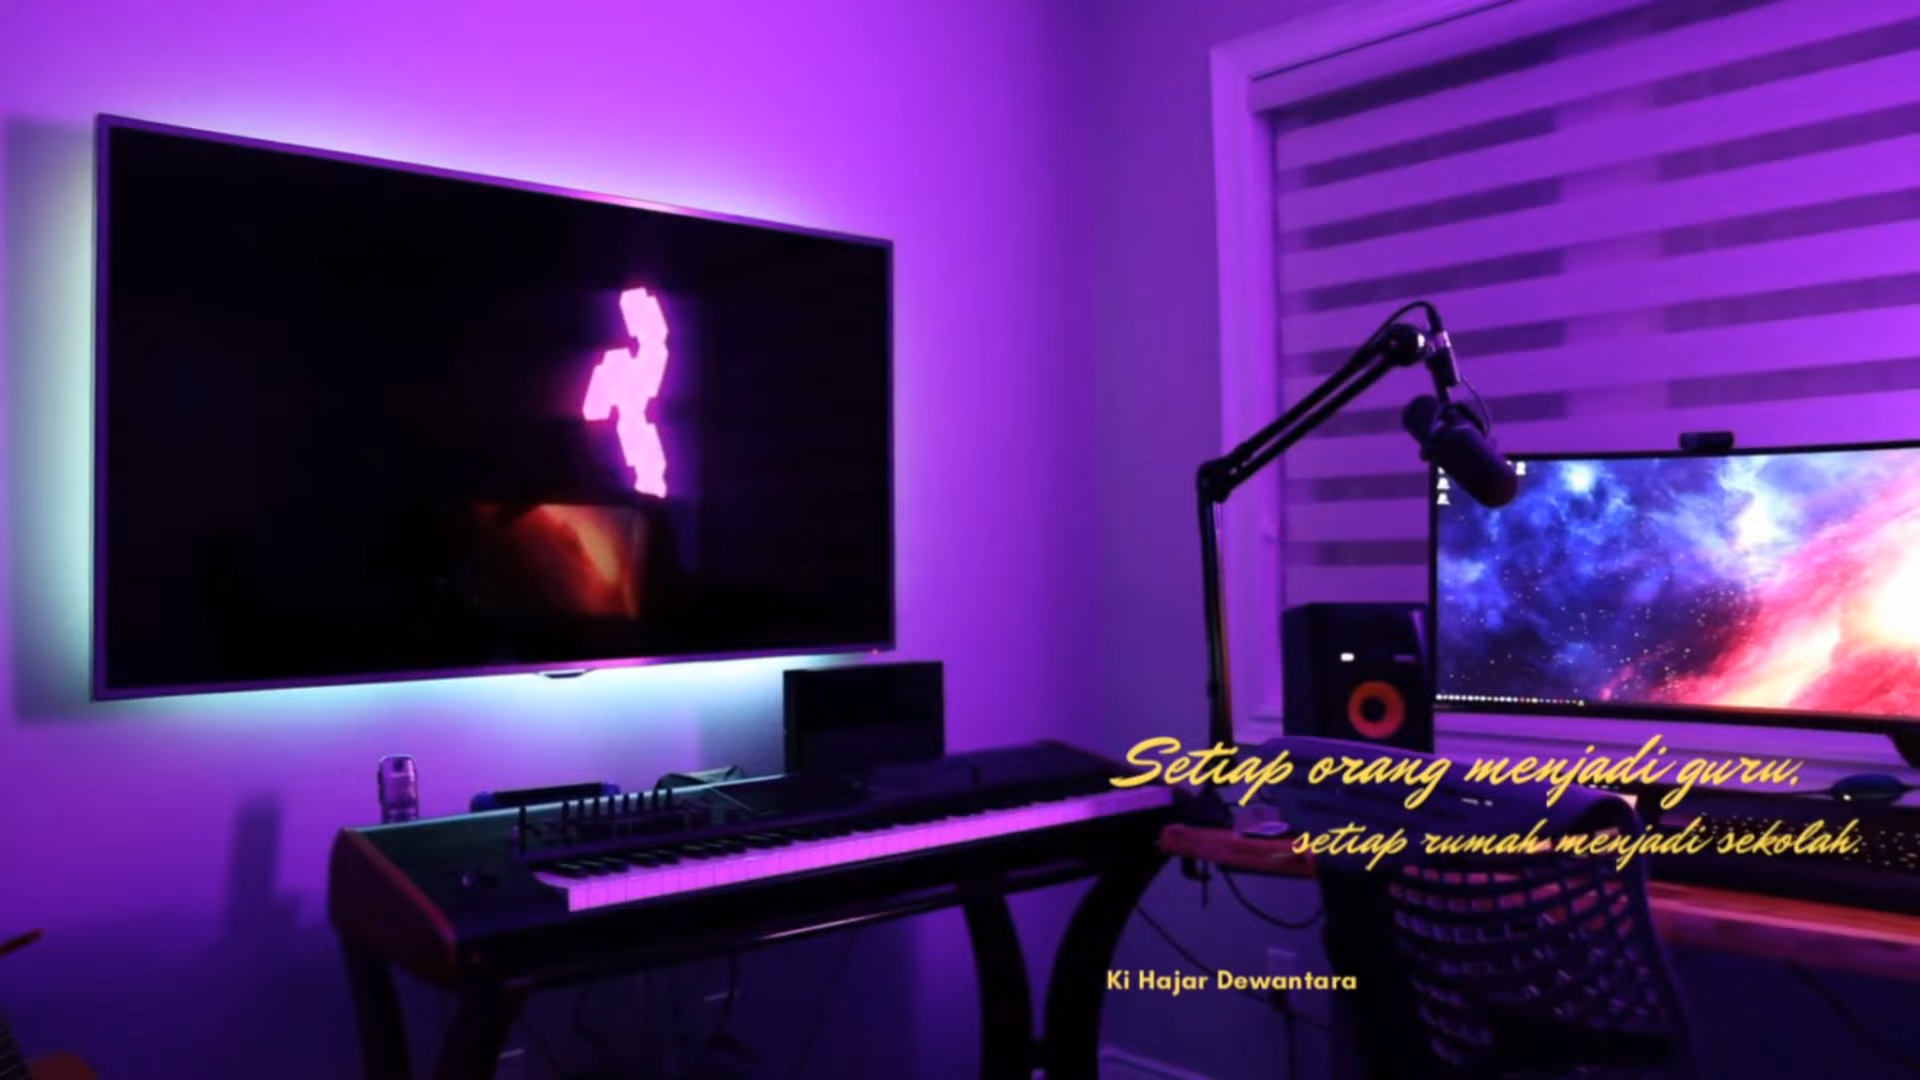 Setiap orang menjadi guru,
setiap rumah menjadi sekolah.
Ki Hajar Dewantara